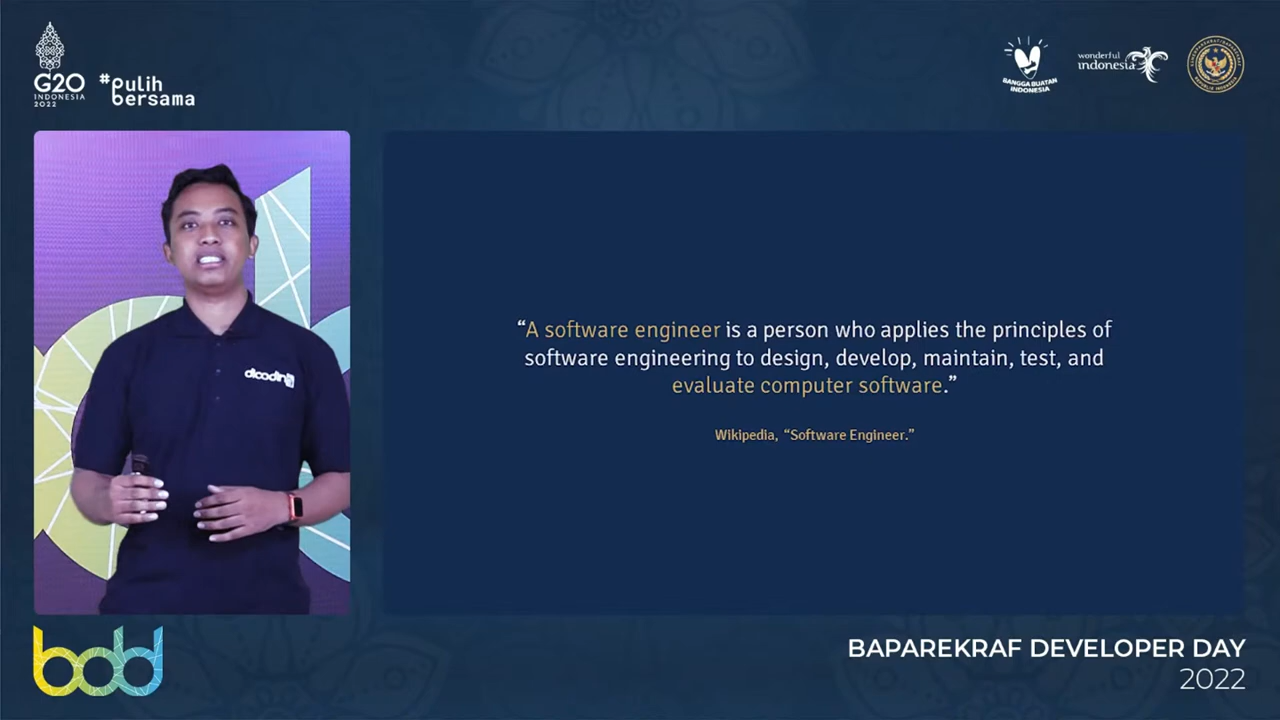 G20
INDONESIA
2022
#pulih
bersama
BANGGA BUATAN
INDONESIA
wonderful
indonesia
REPUBLIK INDONESIA
dicoding
“A software engineer is a person who applies the principles of
software engineering to design, develop, maintain, test, and
evaluate computer software.”
Wikipedia, “Software Engineer.”
bdd
BAPAREKRAF DEVELOPER DAY
2022